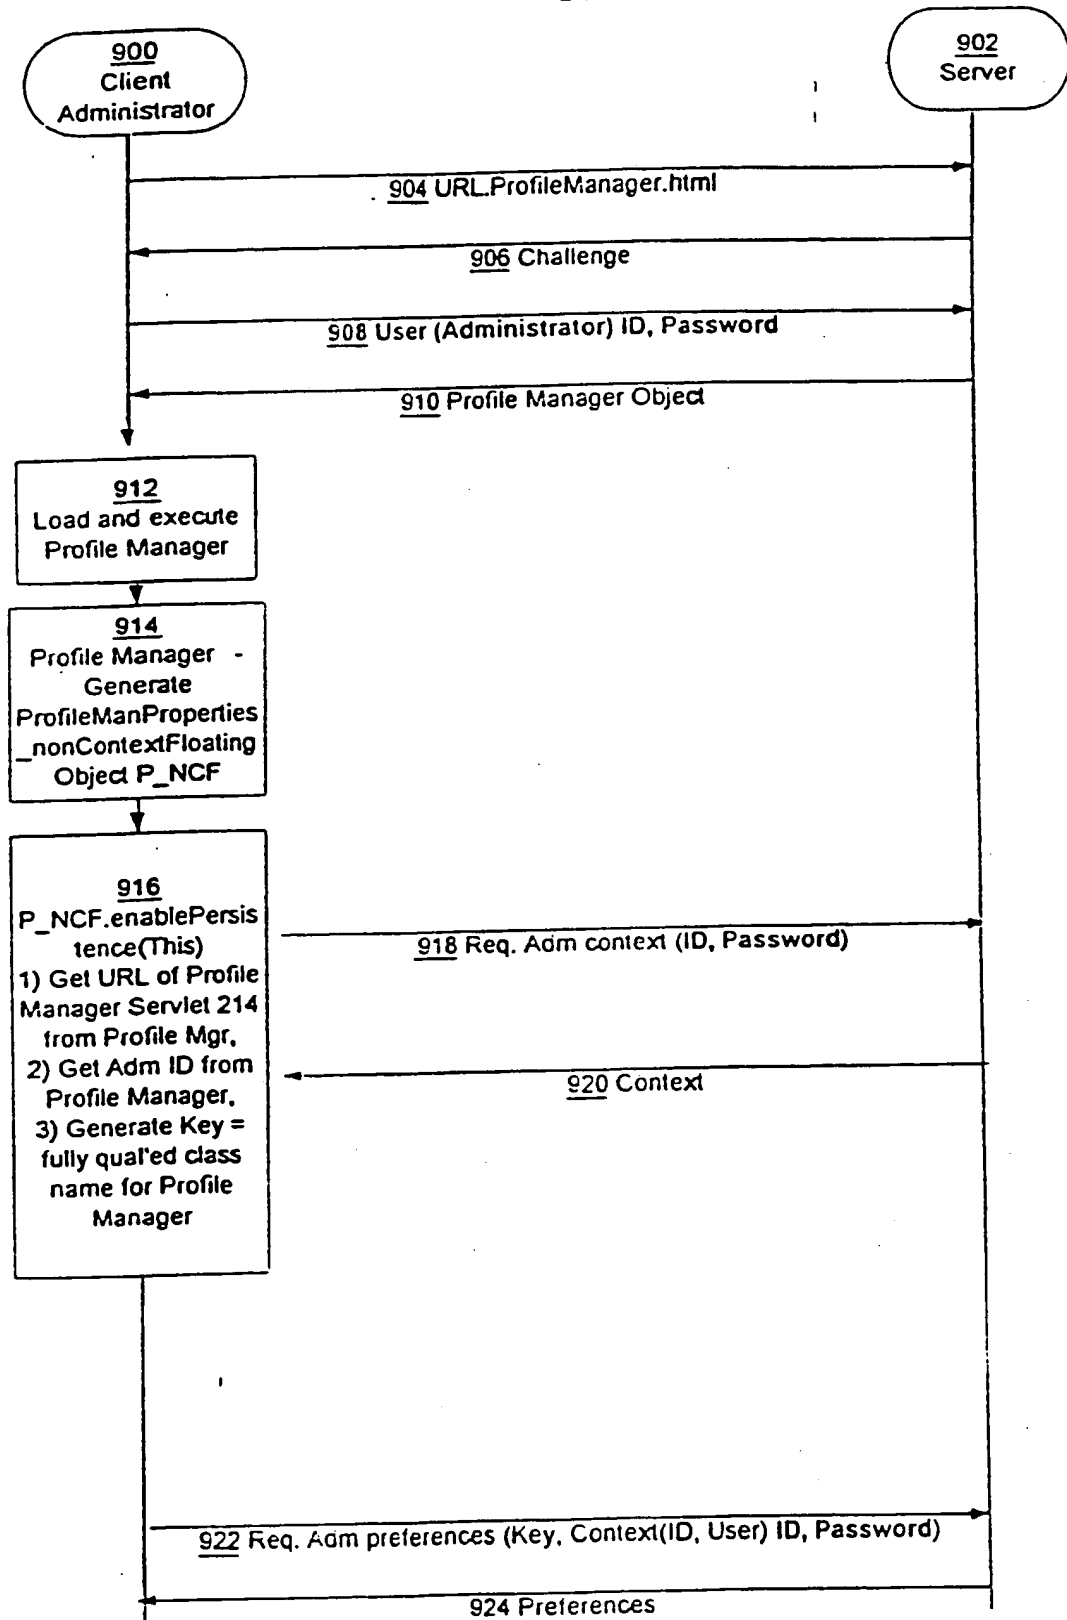 900
Client
Administrator
902
Server
904 URL.ProfileManager.html
906 Challenge
908 User (Administrator) ID, Password
910 Profile Manager Object
912
Load and execute
Profile Manager
914
Profile Manager -
Generate
ProfileManProperties
_nonContextFloating
Object P_NCF
916
P_NCF.enablePersis
tence(This)
1) Get URL of Profile
Manager Servlet 214
from Profile Mgr,
2) Get Adm ID from
Profile Manager,
3) Generate Key =
fully qual'ed class
name for Profile
Manager
918 Req. Adm context (ID, Password)
920 Context
922 Req. Adm preferences (Key, Context(ID, User) ID, Password)
924 Preferences